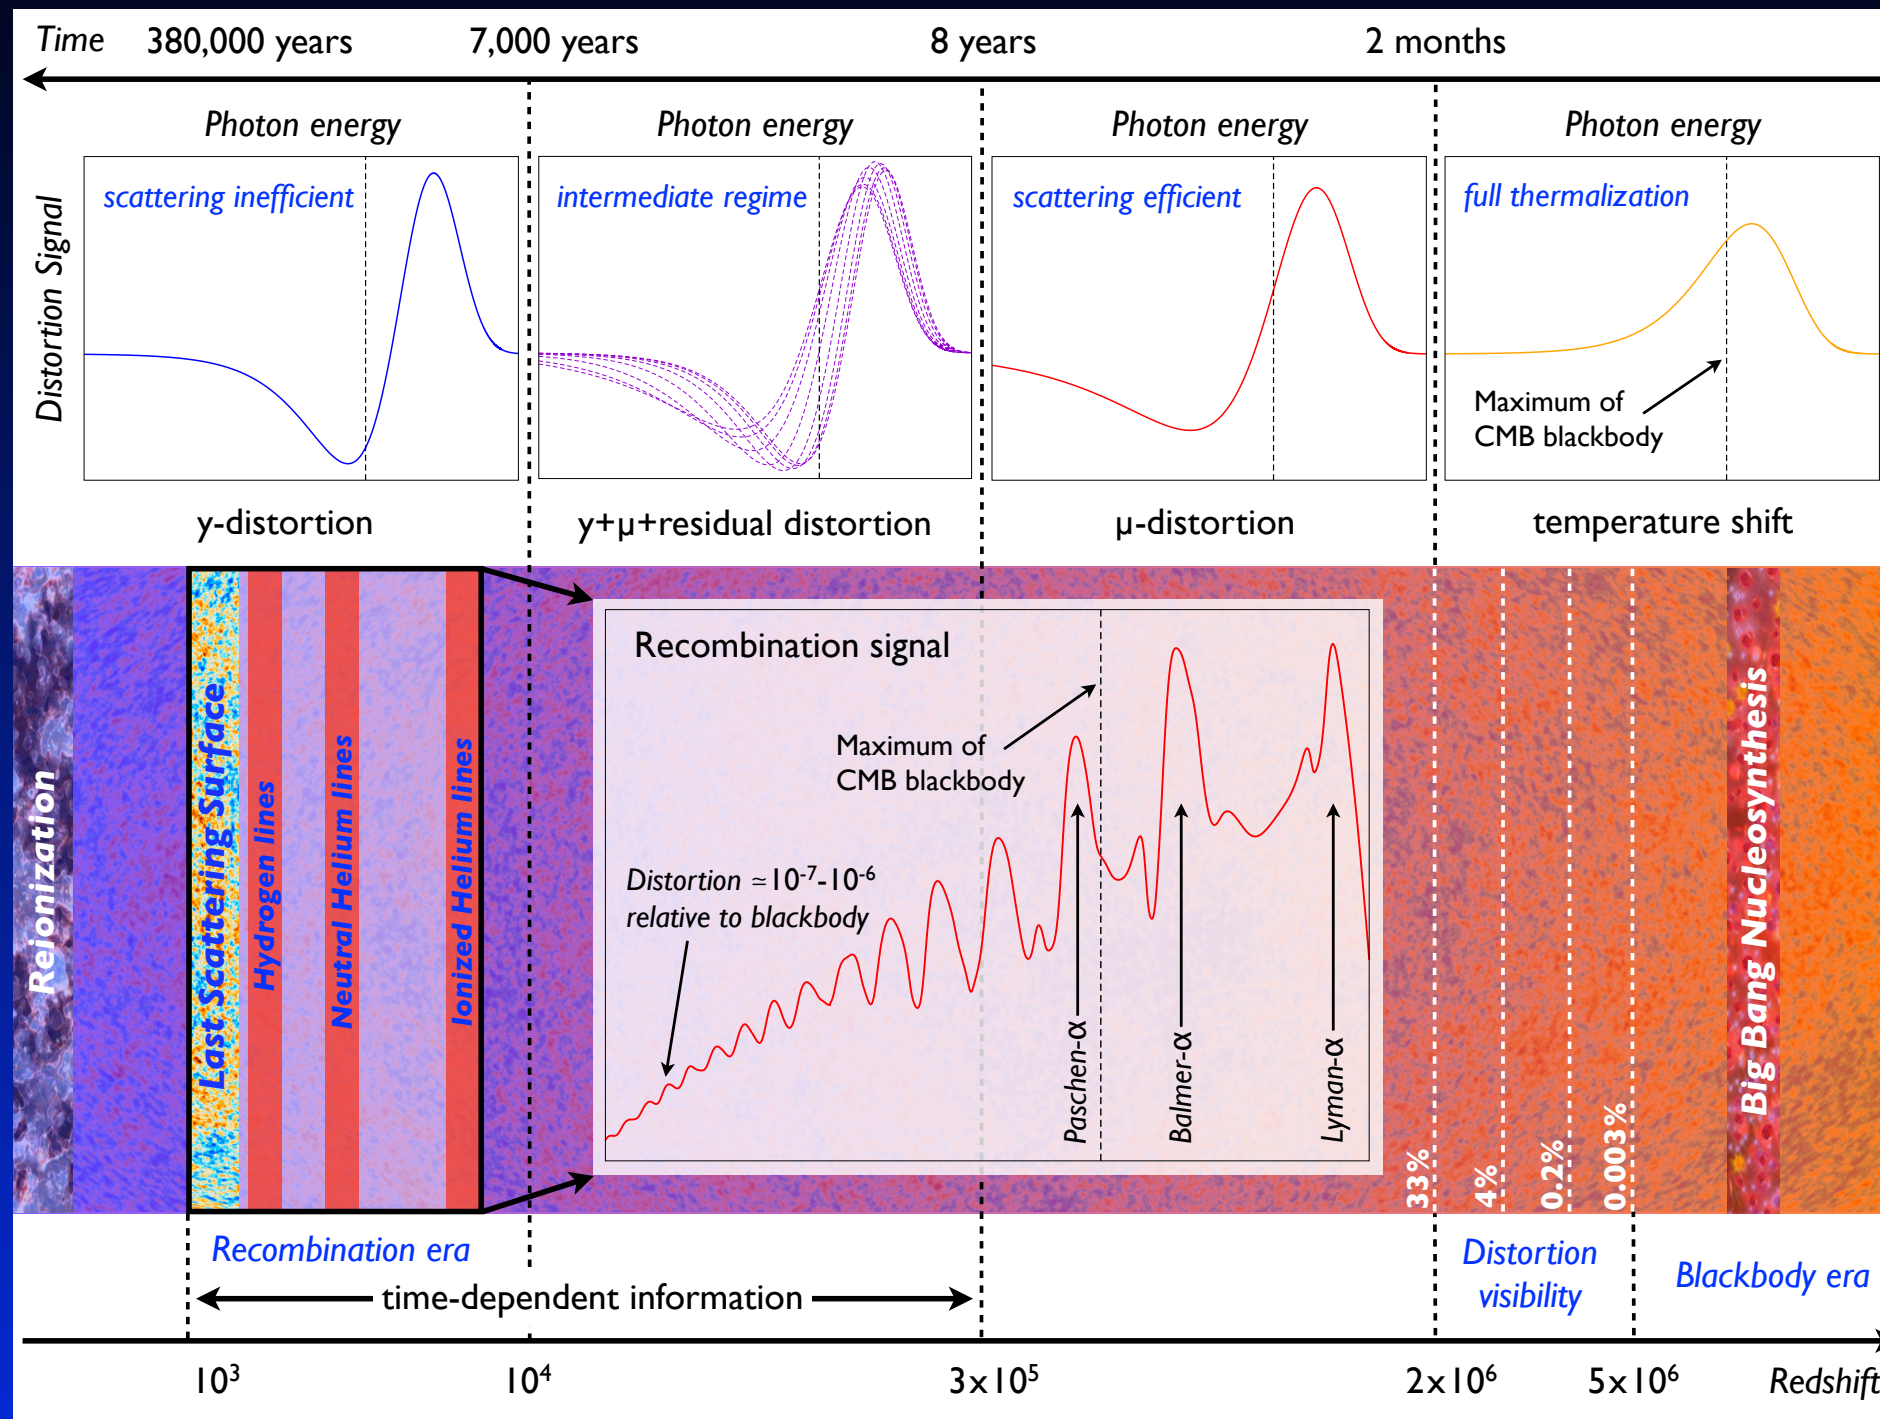 Time 380,000 years 7,000 years 8 years 2 months
Photon energy Photon energy Photon energy Photon energy
Distortion Signal
scattering inefficient
intermediate regime
scattering efficient
full thermalization
Maximum of
CMB blackbody
y-distortion
y+μ+residual distortion
μ-distortion
temperature shift
Reionization
Last Scattering Surface
Hydrogen lines
Neutral Helium lines
Ionized Helium lines
Recombination signal
Maximum of
CMB blackbody
Distortion ≃10⁻⁷-10⁻⁶
relative to blackbody
Paschen-α
Balmer-α
Lyman-α
33%
4%
0.2%
0.003%
Big Bang Nucleosynthesis
Recombination era
time-dependent information
Distortion
visibility
Blackbody era
10³ 10⁴ 3x10⁵ 2x10⁶ 5x10⁶ Redshift